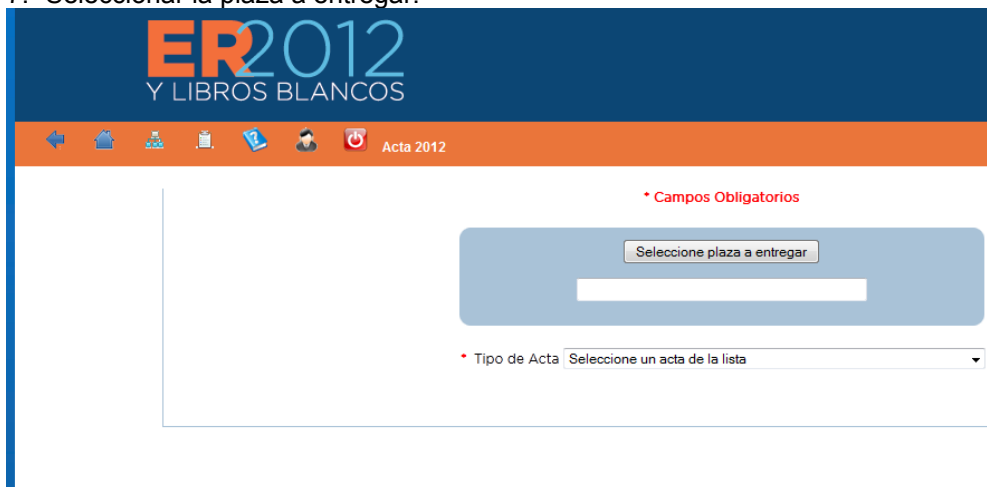 7. Seleccionar la plaza a entregar.
ER2012
Y LIBROS BLANCOS
Acta 2012
* Campos Obligatorios
Seleccione plaza a entregar
* Tipo de Acta Seleccione un acta de la lista